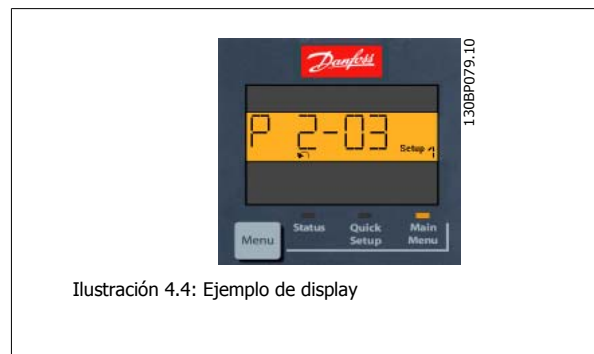 Danfoss
130BP079.10
P 2-03
Setup 1
Menu
Status
Quick Setup
Main Menu
Ilustración 4.4: Ejemplo de display